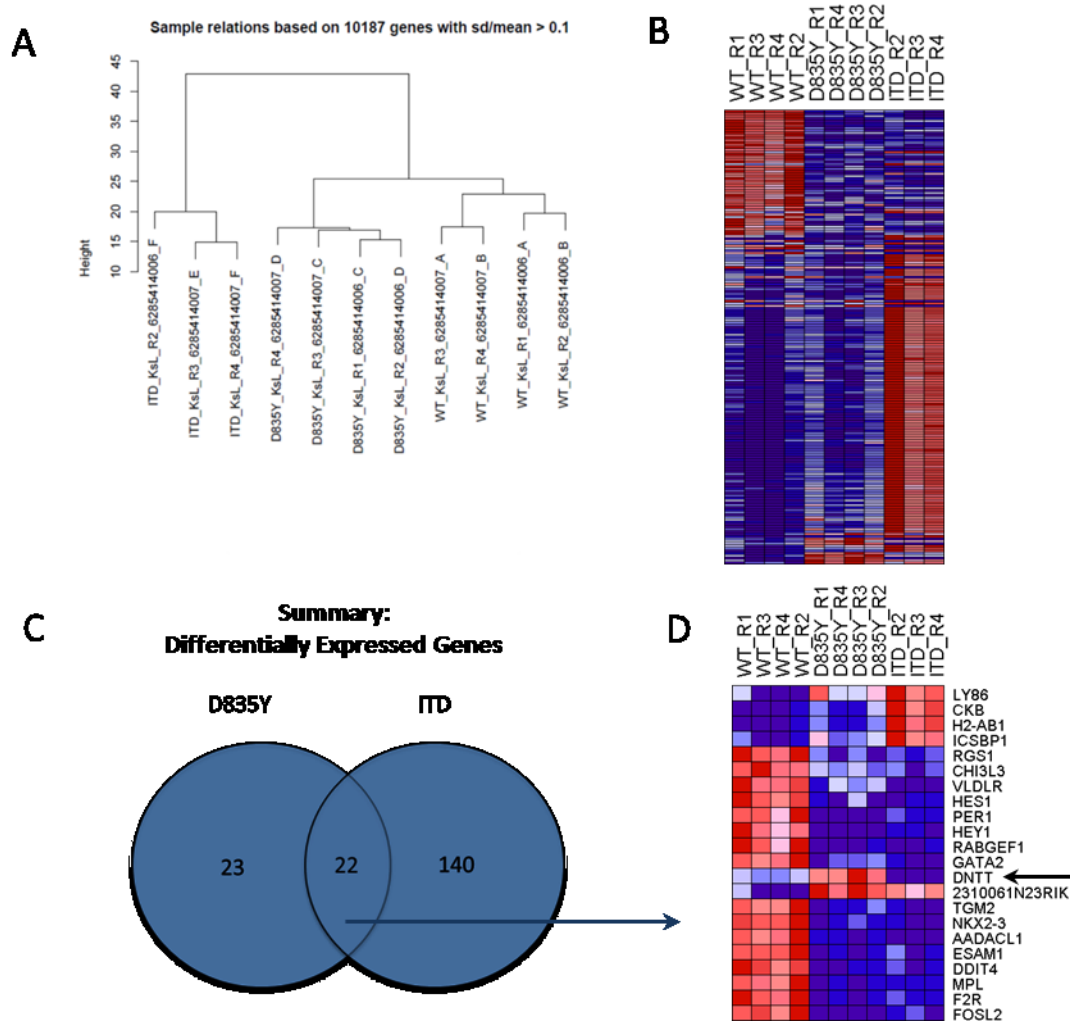 A
Sample relations based on 10187 genes with sd/mean > 0.1
Height
45
40
35
30
25
20
15
10
ITD_KsL_R2_6285414006_F
ITD_KsL_R3_6285414007_E
ITD_KsL_R4_6285414007_F
D835Y_KsL_R4_6285414007_D
D835Y_KsL_R3_6285414007_C
D835Y_KsL_R1_6285414006_C
D835Y_KsL_R2_6285414006_D
WT_KsL_R3_6285414007_A
WT_KsL_R4_6285414007_B
WT_KsL_R1_6285414006_A
WT_KsL_R2_6285414006_B
B
WT_R1
WT_R3
WT_R4
WT_R2
D835Y_R1
D835Y_R4
D835Y_R3
D835Y_R2
ITD_R2
ITD_R3
ITD_R4
C
Summary:
Differentially Expressed Genes
D835Y
ITD
23
22
140
D
WT_R1
WT_R3
WT_R4
WT_R2
D835Y_R1
D835Y_R4
D835Y_R3
D835Y_R2
ITD_R2
ITD_R3
ITD_R4
LY86
CKB
H2-AB1
ICSBP1
RGS1
CHI3L3
VLDLR
HES1
PER1
HEY1
RABGEF1
GATA2
DNTT
2310061N23RIK
TGM2
NKX2-3
AADACL1
ESAM1
DDIT4
MPL
F2R
FOSL2